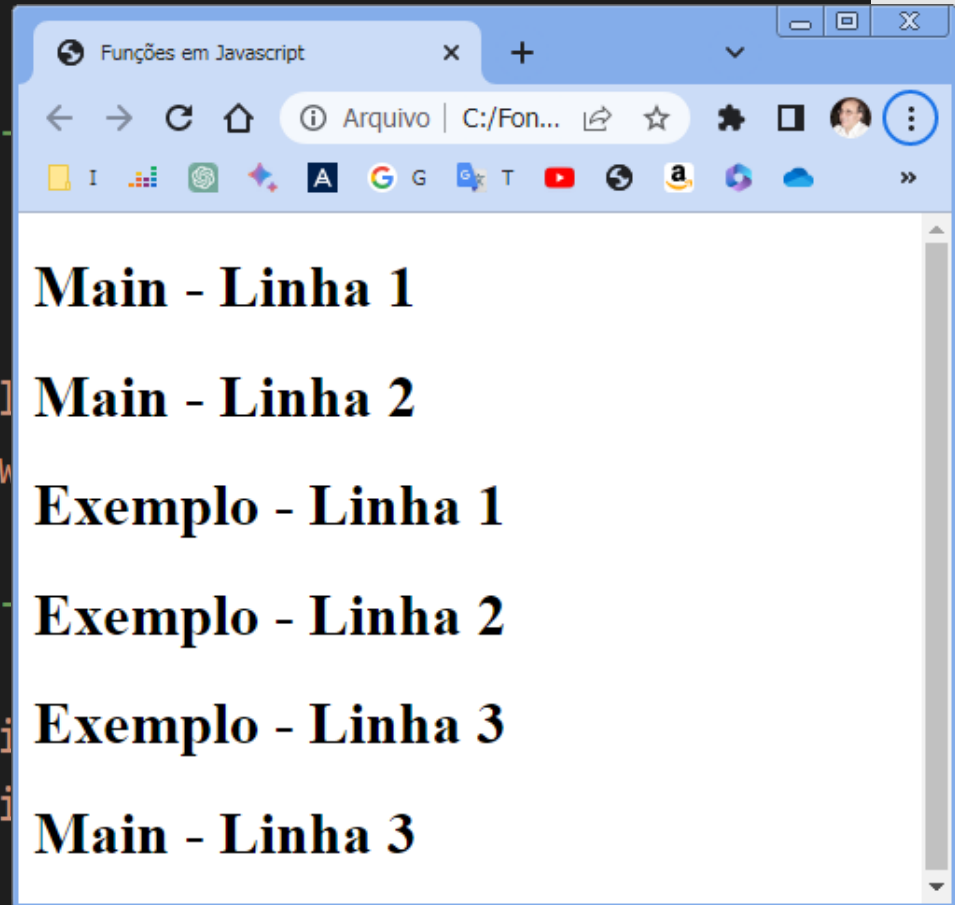 Funções em Javascript
Arquivo C:/Fon...
I A G G T a »
Main - Linha 1
Main - Linha 2
Exemplo - Linha 1
Exemplo - Linha 2
Exemplo - Linha 3
Main - Linha 3